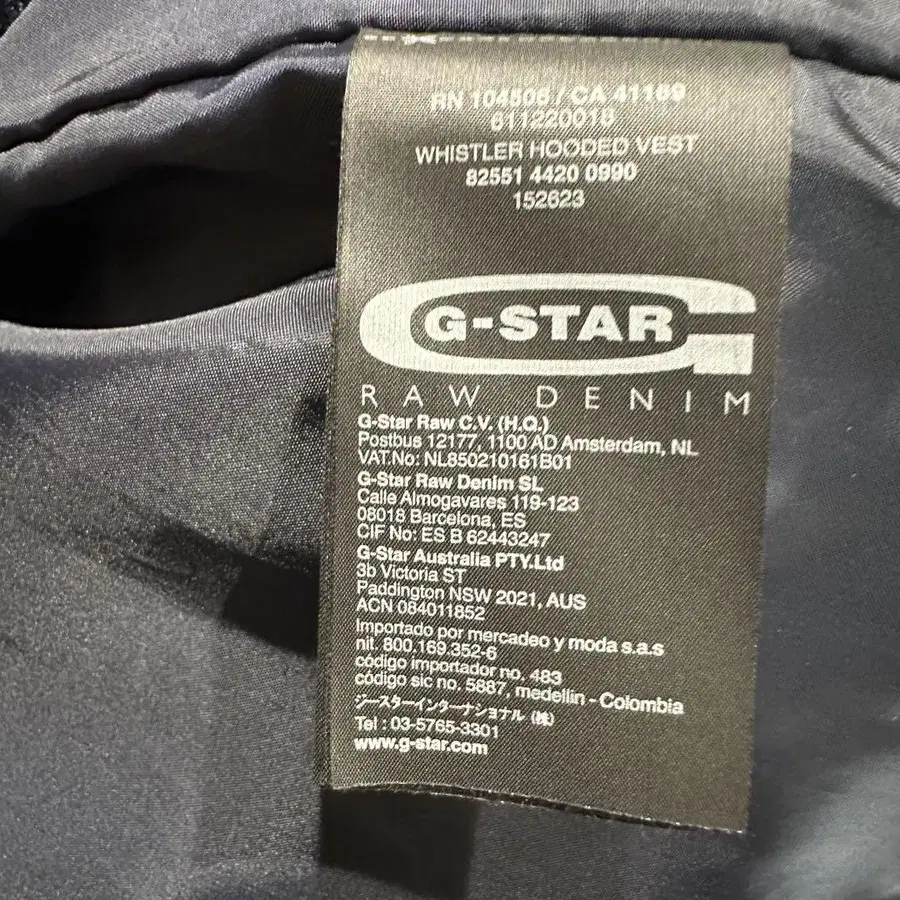 RN 104506 / CA 41189
611220018
WHISTLER HOODED VEST
82551 4420 0990
152623
G-STAR
RAW DENIM
G-Star Raw C.V. (H.Q.)
Postbus 12177, 1100 AD Amsterdam, NL
VAT.No: NL850210161B01
G-Star Raw Denim SL
Calle Almogavares 119-123
08018 Barcelona, ES
CIF No: ES B 62443247
G-Star Australia PTY.Ltd
3b Victoria ST
Paddington NSW 2021, AUS
ACN 084011852
Importado por mercadeo y moda s.a.s
nit. 800.169.352-6
código importador no. 483
código sic no. 5887, medellin - Colombia
ジースターインターナショナル (株)
Tel : 03-5765-3301
www.g-star.com